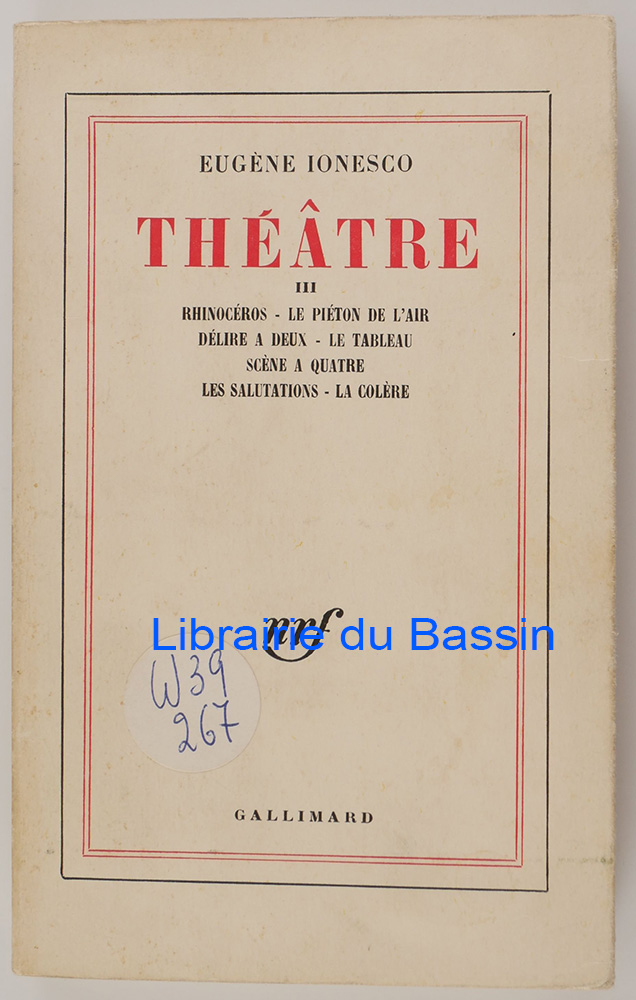 EUGÈNE IONESCO
THÉÂTRE
III
RHINOCÉROS - LE PIÉTON DE L'AIR
DÉLIRE A DEUX - LE TABLEAU
SCÈNE A QUATRE
LES SALUTATIONS - LA COLÈRE
nrf
Librairie du Bassin
W39
267
GALLIMARD